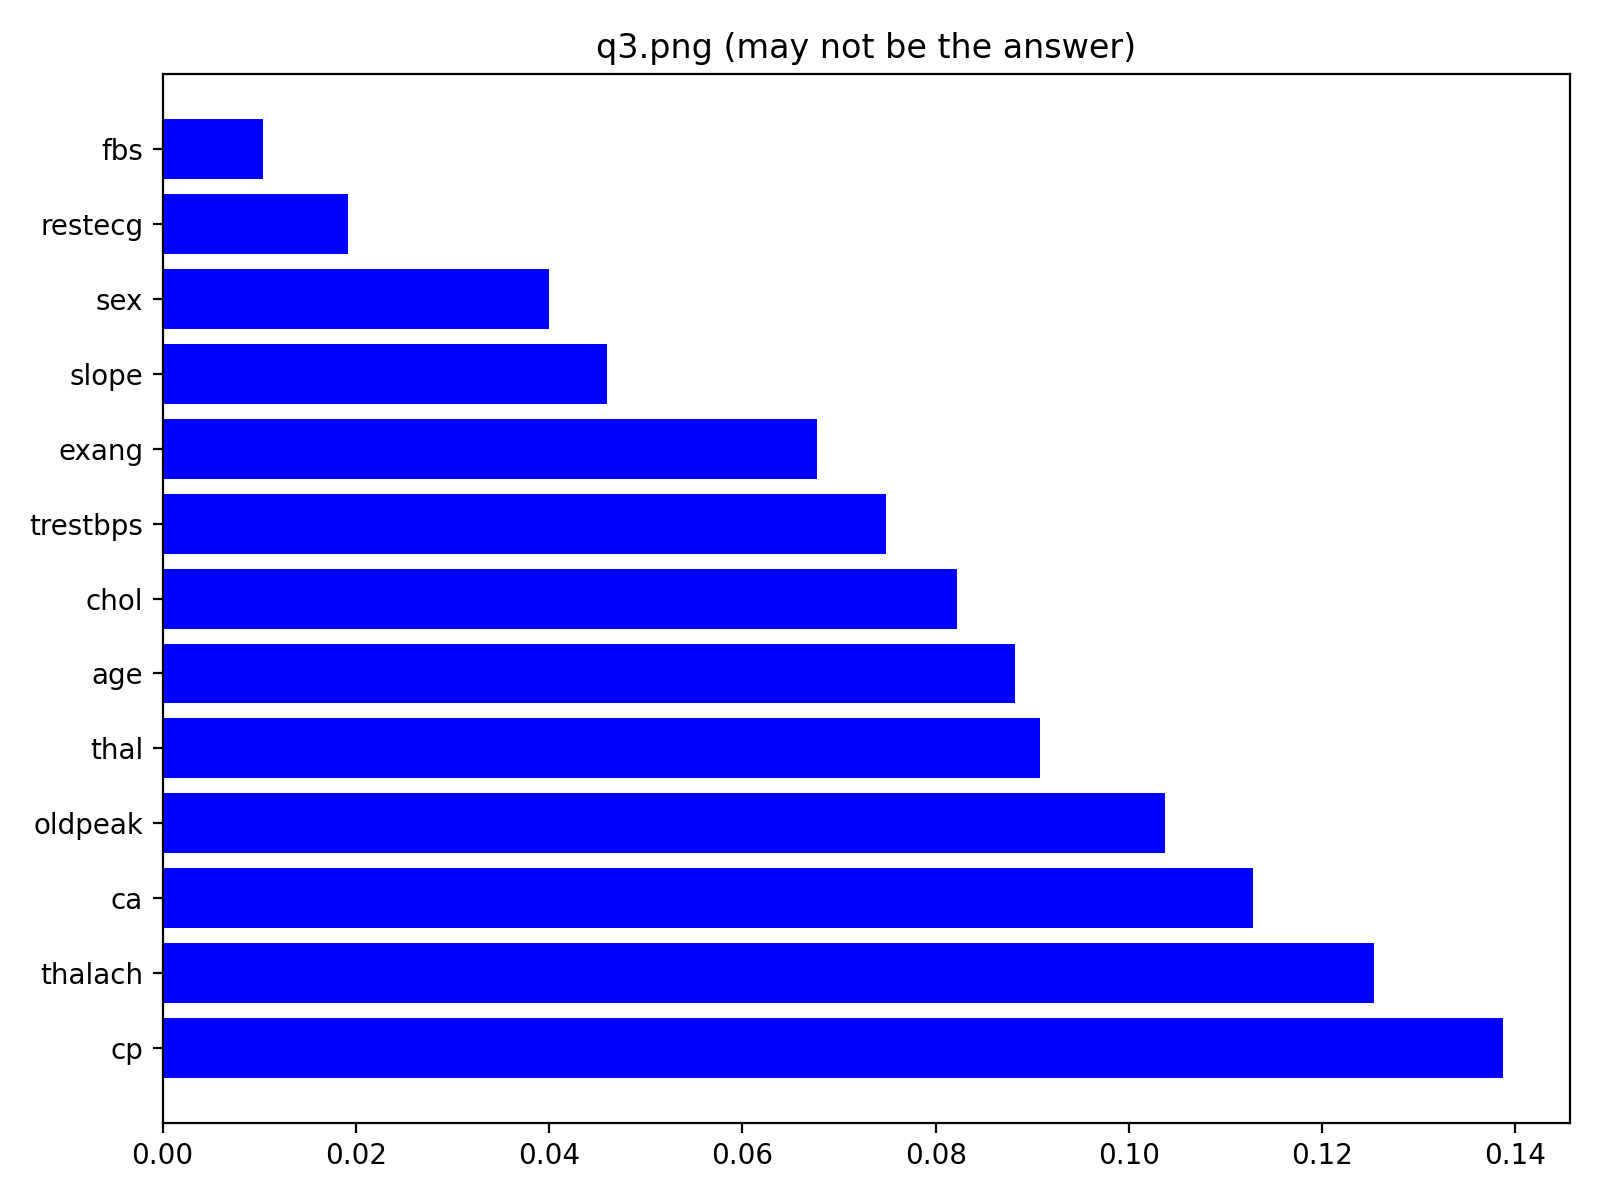 q3.png (may not be the answer)
fbs
restecg
sex
slope
exang
trestbps
chol
age
thal
oldpeak
ca
thalach
cp
0.00 0.02 0.04 0.06 0.08 0.10 0.12 0.14